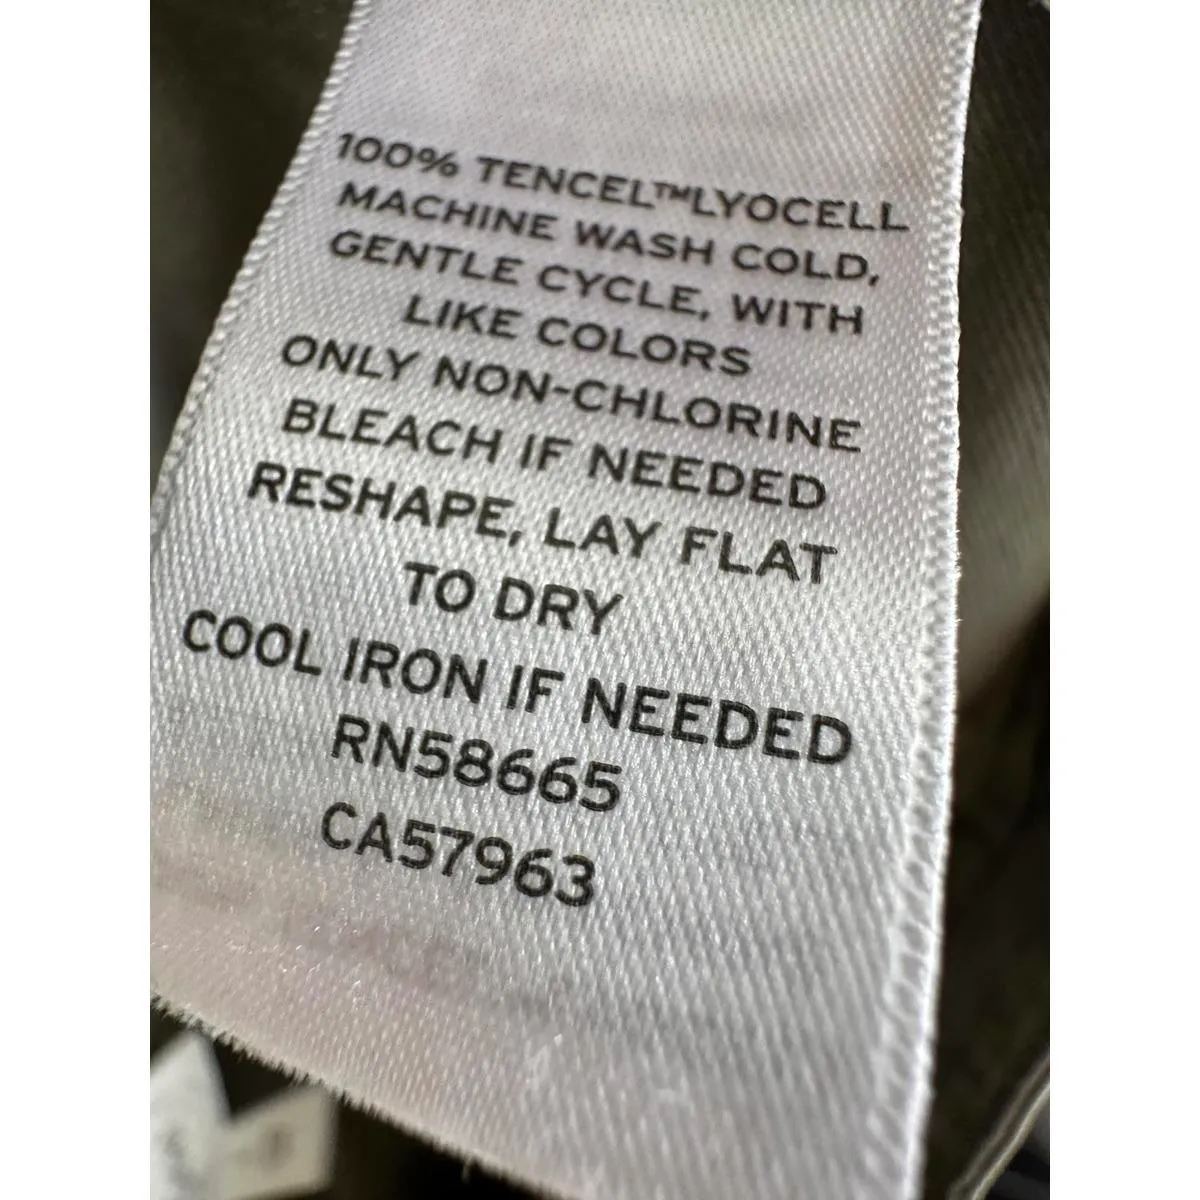 100% TENCEL™LYOCELL
MACHINE WASH COLD,
GENTLE CYCLE, WITH
LIKE COLORS
ONLY NON-CHLORINE
BLEACH IF NEEDED
RESHAPE, LAY FLAT
TO DRY
COOL IRON IF NEEDED
RN58665
CA57963